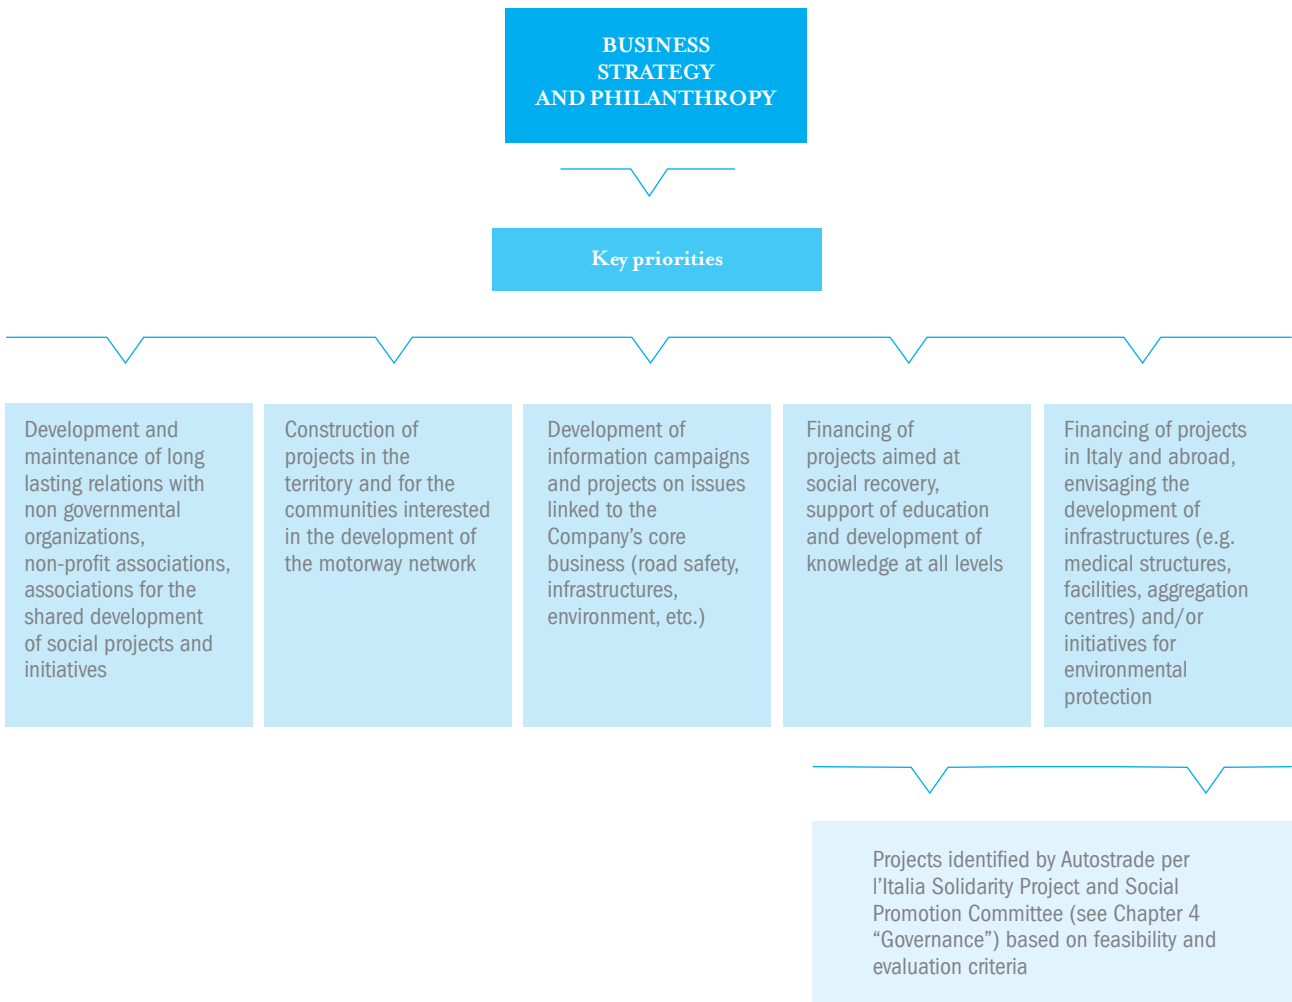 BUSINESS
STRATEGY
AND PHILANTHROPY
Key priorities
Development and
maintenance of long
lasting relations with
non governmental
organizations,
non-profit associations,
associations for the
shared development
of social projects and
initiatives
Construction of
projects in the
territory and for the
communities interested
in the development of
the motorway network
Development of
information campaigns
and projects on issues
linked to the
Company’s core
business (road safety,
infrastructures,
environment, etc.)
Financing of
projects aimed at
social recovery,
support of education
and development of
knowledge at all levels
Financing of projects
in Italy and abroad,
envisaging the
development of
infrastructures (e.g.
medical structures,
facilities, aggregation
centres) and/or
initiatives for
environmental
protection
Projects identified by Autostrade per
l’Italia Solidarity Project and Social
Promotion Committee (see Chapter 4
“Governance”) based on feasibility and
evaluation criteria